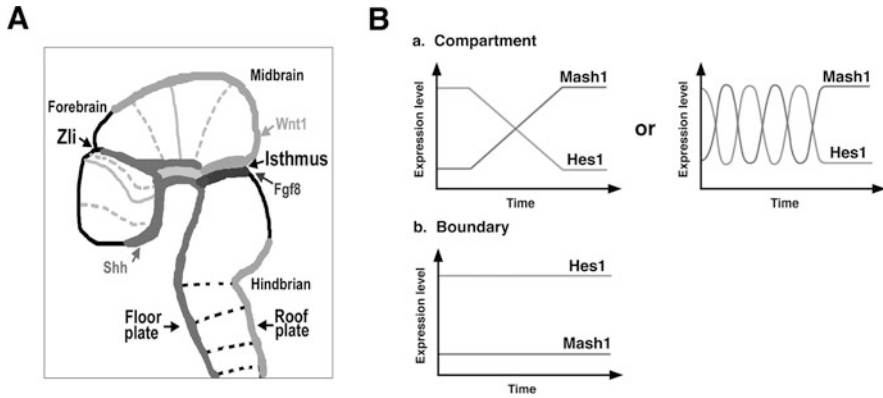 A
Forebrain
Midbrain
Zli
Wnt1
Isthmus
Fgf8
Shh
Hindbrian
Floor
plate
Roof
plate
B
a. Compartment
Expression level
Mash1
Hes1
Time
or
Expression level
Mash1
Hes1
Time
b. Boundary
Expression level
Hes1
Mash1
Time